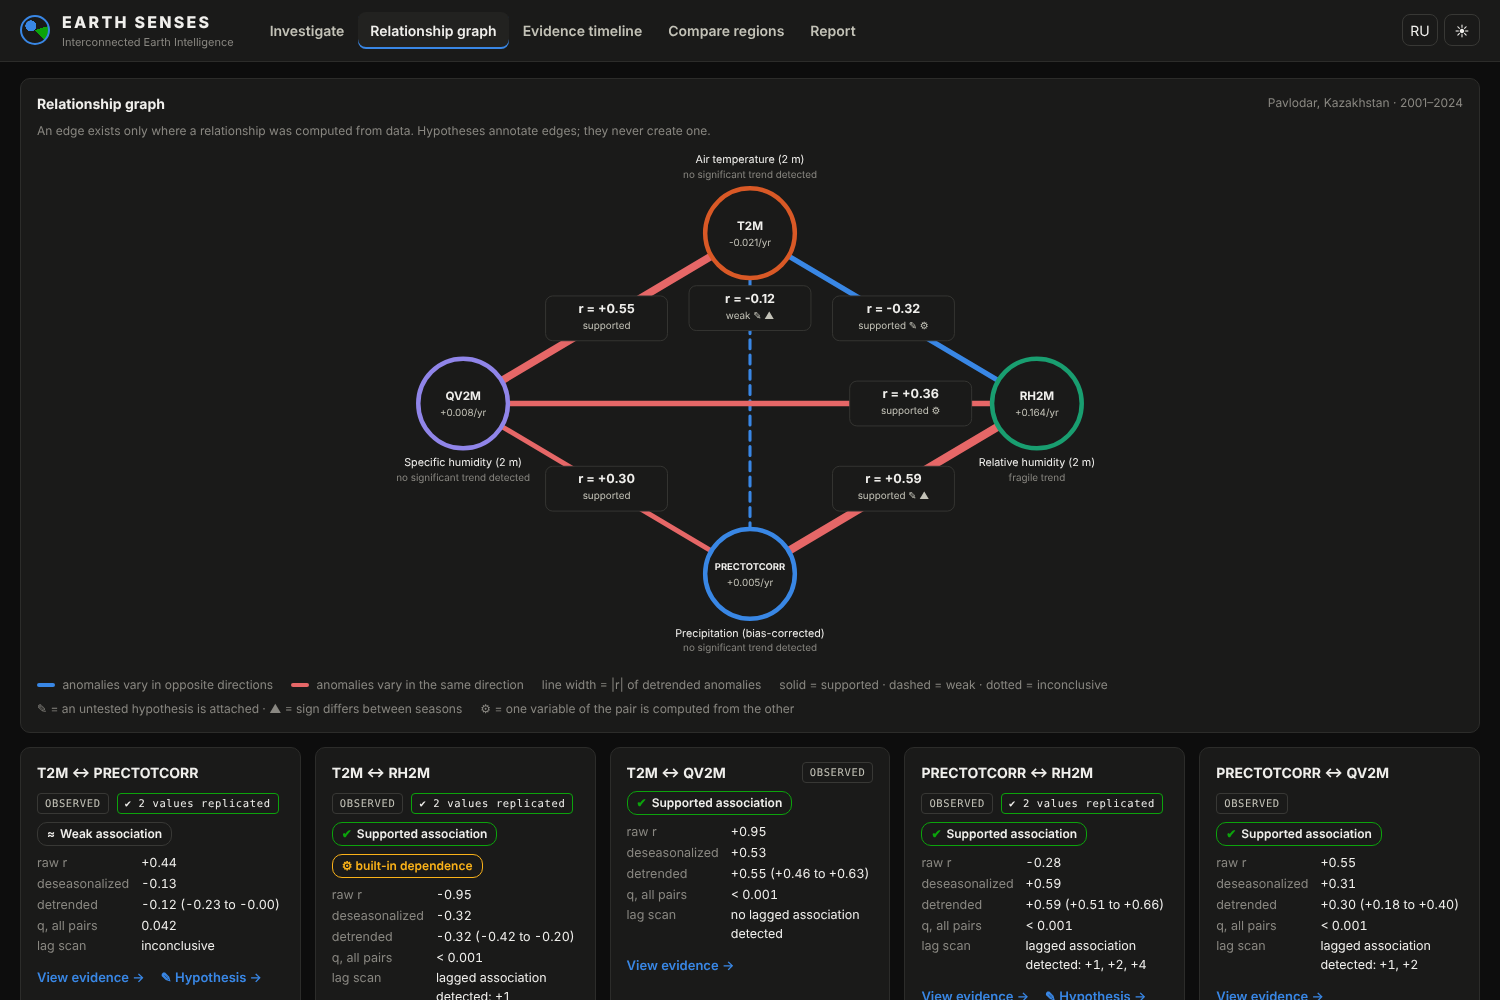 EARTH SENSES
Interconnected Earth Intelligence
Investigate
Relationship graph
Evidence timeline
Compare regions
Report
RU
Relationship graph
Pavlodar, Kazakhstan · 2001–2024
An edge exists only where a relationship was computed from data. Hypotheses annotate edges; they never create one.
Air temperature (2 m)
no significant trend detected
T2M
-0.021/yr
r = +0.55
supported
r = -0.12
weak ✎ ▲
r = -0.32
supported ✎ ⚙
QV2M
+0.008/yr
Specific humidity (2 m)
no significant trend detected
r = +0.36
supported ⚙
RH2M
+0.164/yr
Relative humidity (2 m)
fragile trend
r = +0.30
supported
r = +0.59
supported ✎ ▲
PRECTOTCORR
+0.005/yr
Precipitation (bias-corrected)
no significant trend detected
anomalies vary in opposite directions anomalies vary in the same direction line width = |r| of detrended anomalies solid = supported · dashed = weak · dotted = inconclusive
✎ = an untested hypothesis is attached · ▲ = sign differs between seasons ⚙ = one variable of the pair is computed from the other
T2M ↔ PRECTOTCORR
OBSERVED ✔ 2 values replicated
≈ Weak association
raw r +0.44
deseasonalized -0.13
detrended -0.12 (-0.23 to -0.00)
q, all pairs 0.042
lag scan inconclusive
View evidence → ✎ Hypothesis →
T2M ↔ RH2M
OBSERVED ✔ 2 values replicated
✔ Supported association
⚙ built-in dependence
raw r -0.95
deseasonalized -0.32
detrended -0.32 (-0.42 to -0.20)
q, all pairs < 0.001
lag scan lagged association
detected: +1
T2M ↔ QV2M
OBSERVED
✔ Supported association
raw r +0.95
deseasonalized +0.53
detrended +0.55 (+0.46 to +0.63)
q, all pairs < 0.001
lag scan no lagged association
detected
View evidence →
PRECTOTCORR ↔ RH2M
OBSERVED ✔ 2 values replicated
✔ Supported association
raw r -0.28
deseasonalized +0.59
detrended +0.59 (+0.51 to +0.66)
q, all pairs < 0.001
lag scan lagged association
detected: +1, +2, +4
View evidence → ✎ Hypothesis →
PRECTOTCORR ↔ QV2M
OBSERVED
✔ Supported association
raw r +0.55
deseasonalized +0.31
detrended +0.30 (+0.18 to +0.40)
q, all pairs < 0.001
lag scan lagged association
detected: +1, +2
View evidence →